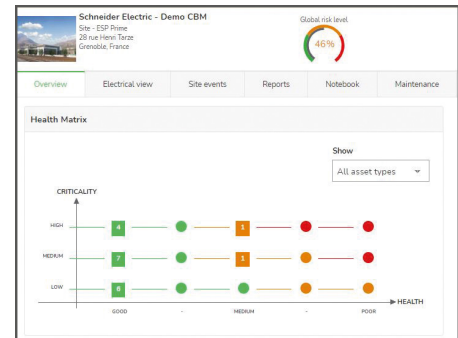 Schneider Electric - Demo CBM
Site - ESP Prime
28 rue Henri Tarze
Grenoble, France
Global risk level
46%
Overview Electrical view Site events Reports Notebook Maintenance
Health Matrix
Show
All asset types
CRITICALITY
HIGH 4 1
MEDIUM 7 1
LOW 6
HEALTH
GOOD - MEDIUM - POOR